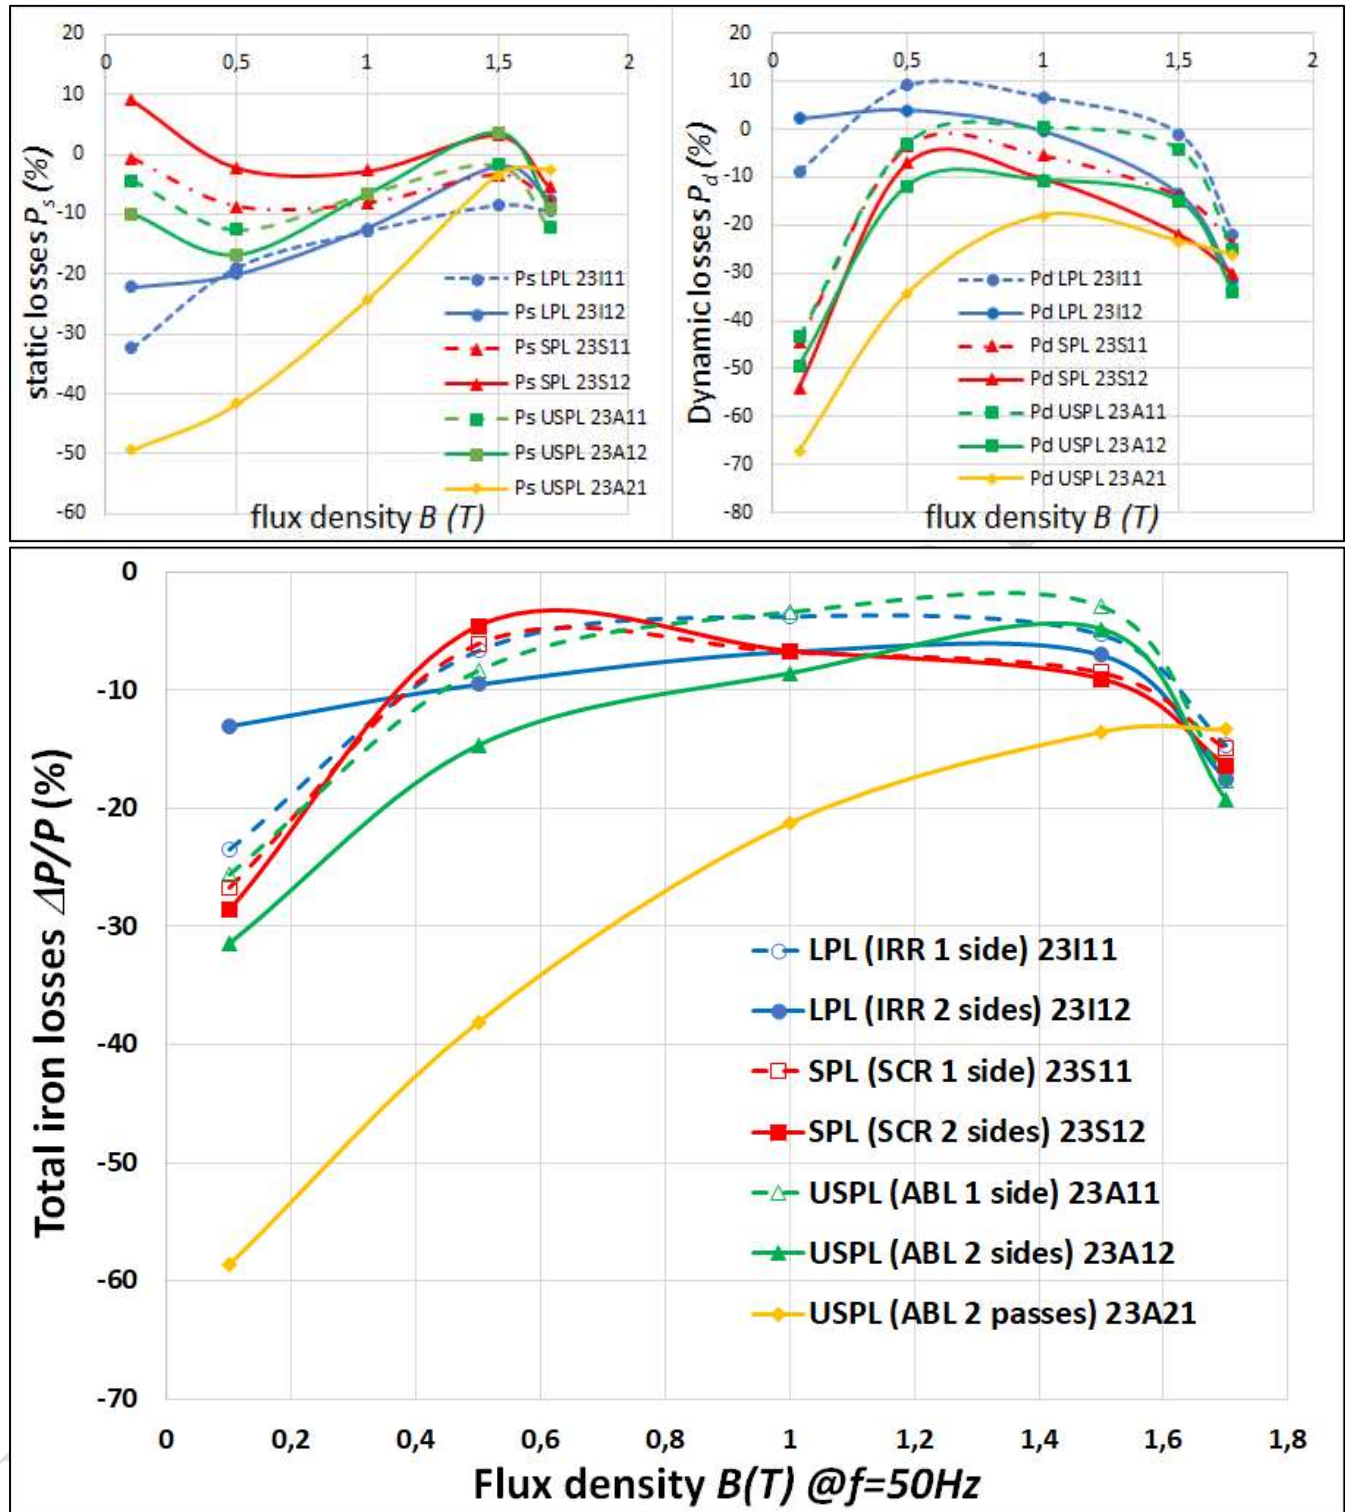 20
10
0
-10
-20
-30
-40
-50
-60
0
0,5
1
1,5
2
static losses Ps (%)
flux density B (T)
Ps LPL 23I11
Ps LPL 23I12
Ps SPL 23S11
Ps SPL 23S12
Ps USPL 23A11
Ps USPL 23A12
Ps USPL 23A21
20
10
0
-10
-20
-30
-40
-50
-60
-70
-80
0
0,5
1
1,5
2
Dynamic losses Pd (%)
flux density B (T)
Pd LPL 23I11
Pd LPL 23I12
Pd SPL 23S11
Pd SPL 23S12
Pd USPL 23A11
Pd USPL 23A12
Pd USPL 23A21
0
-10
-20
-30
-40
-50
-60
-70
Total iron losses ΔP/P (%)
LPL (IRR 1 side) 23I11
LPL (IRR 2 sides) 23I12
SPL (SCR 1 side) 23S11
SPL (SCR 2 sides) 23S12
USPL (ABL 1 side) 23A11
USPL (ABL 2 sides) 23A12
USPL (ABL 2 passes) 23A21
0
0,2
0,4
0,6
0,8
1
1,2
1,4
1,6
1,8
Flux density B(T) @f=50Hz